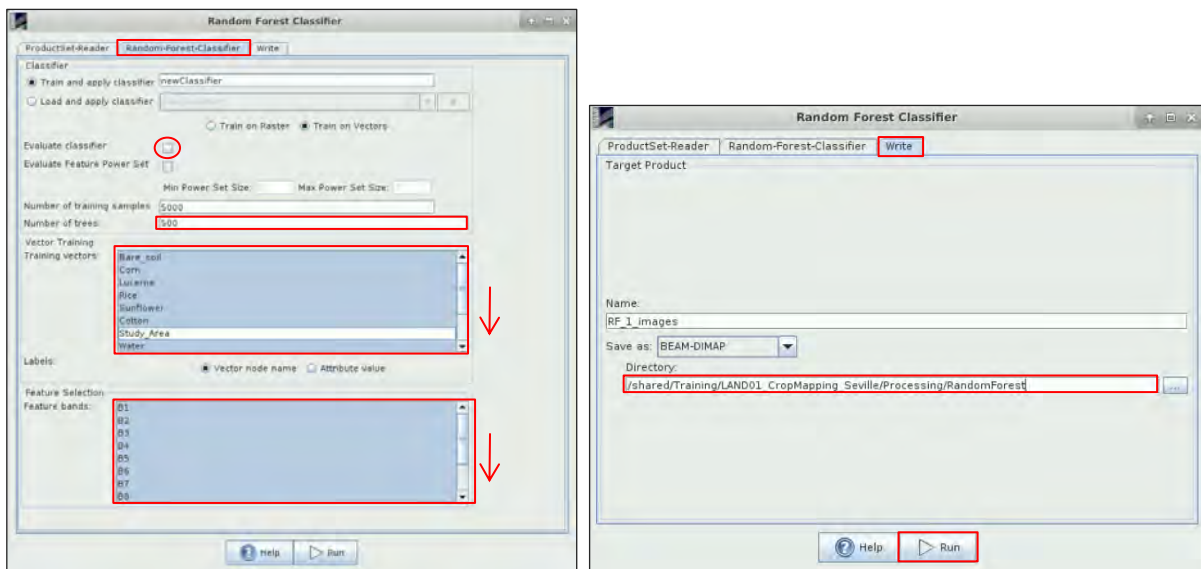 Random Forest Classifier
ProductSet-Reader Random-Forest-Classifier Write
Classifier
Train and apply classifier newClassifier
Load and apply classifier
Train on Raster Train on Vectors
Evaluate classifier
Evaluate Feature Power Set
Min Power Set Size: Max Power Set Size:
Number of training samples: 5000
Number of trees: 500
Vector Training
Training vectors: Bare_soil
Corn
Lucerne
Rice
Sunflower
Cotton
Study_Area
Water
Labels: Vector node name Attribute value
Feature Selection
Feature bands: B1
B2
B3
B4
B5
B6
B7
B8
Help Run
Random Forest Classifier
ProductSet-Reader Random-Forest-Classifier Write
Target Product
Name:
RF_1_images
Save as: BEAM-DIMAP
Directory:
/shared/Training/LAND01_CropMapping_Seville/Processing/RandomForest
...
Help Run